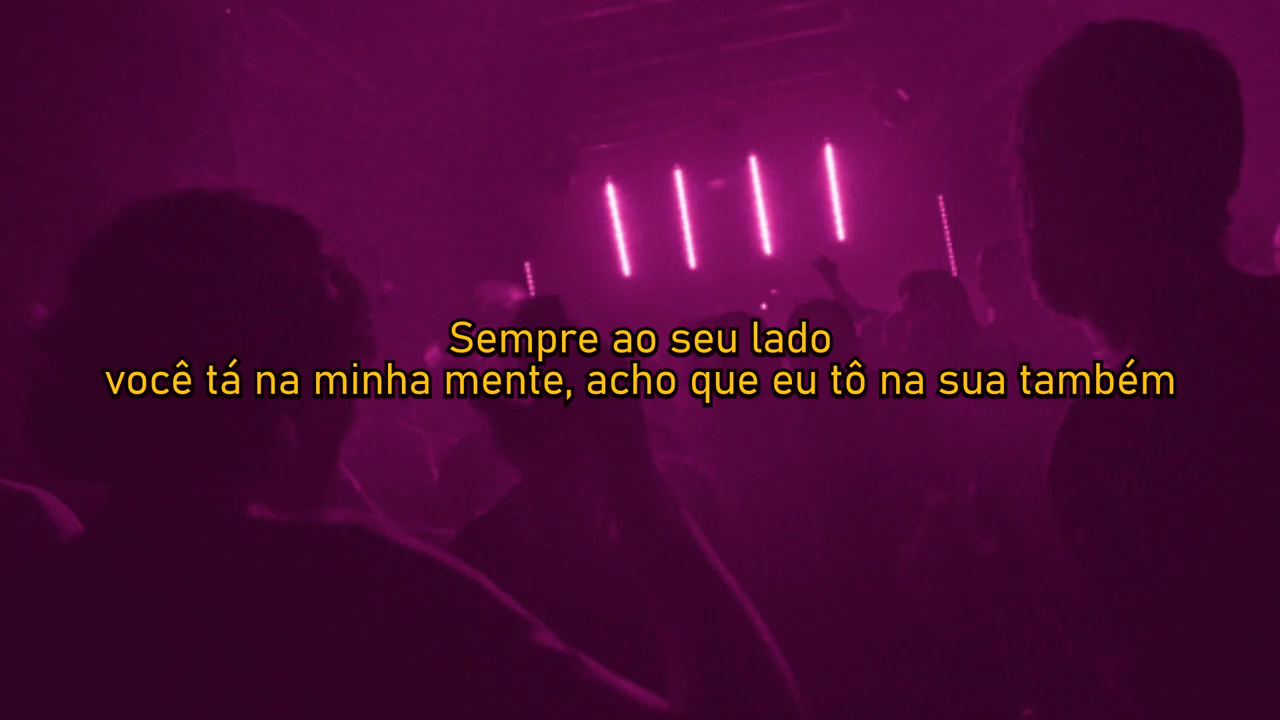 Sempre ao seu lado
você tá na minha mente, acho que eu tô na sua também